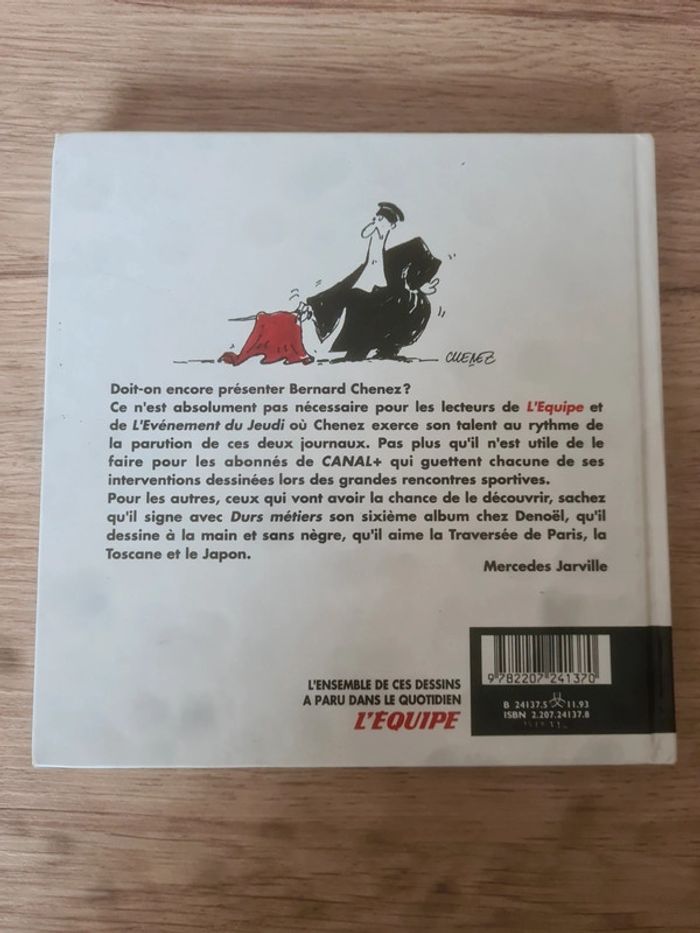 CHENEZ
Doit-on encore présenter Bernard Chenez?
Ce n'est absolument pas nécessaire pour les lecteurs de L'Equipe et
de L'Evénement du Jeudi où Chenez exerce son talent au rythme de
la parution de ces deux journaux. Pas plus qu'il n'est utile de le
faire pour les abonnés de CANAL+ qui guettent chacune de ses
interventions dessinées lors des grandes rencontres sportives.
Pour les autres, ceux qui vont avoir la chance de le découvrir, sachez
qu'il signe avec Durs métiers son sixième album chez Denoël, qu'il
dessine à la main et sans nègre, qu'il aime la Traversée de Paris, la
Toscane et le Japon.
Mercedes Jarville
L'ENSEMBLE DE CES DESSINS
A PARU DANS LE QUOTIDIEN
L'ÉQUIPE
9 782207 241370
B 24137.5 11.93
ISBN 2.207.24137.8